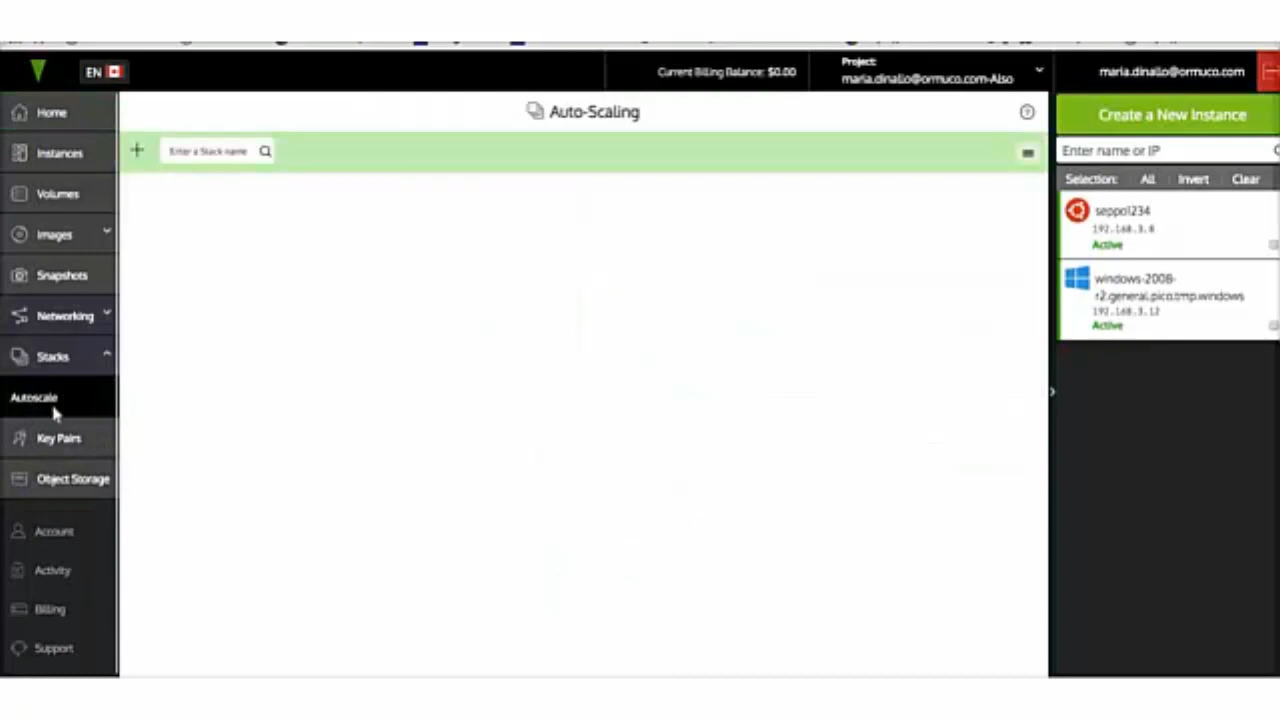 EN
Current Billing Balance: $0.00
Project:
maria.dinallo@ormuco.com-Also
maria.dinallo@ormuco.com
Home
Instances
Volumes
Images
Snapshots
Networking
Stacks
Autoscale
Key Pairs
Object Storage
Account
Activity
Billing
Support
Auto-Scaling
Enter a Stack name
Create a New Instance
Enter name or IP
Selection: All Invert Clear
seppo1234
192.168.3.8
Active
windows-2008-
r2.general.pico.tmp.windows
192.168.3.12
Active